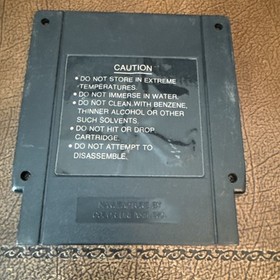 CAUTION
• DO NOT STORE IN EXTREME
TEMPERATURES.
• DO NOT IMMERSE IN WATER
• DO NOT CLEAN WITH BENZENE,
THINNER ALCOHOL OR OTHER
SUCH SOLVENTS.
• DO NOT HIT OR DROP
CARTRIDGE.
• DO NOT ATTEMPT TO
DISASSEMBLE.